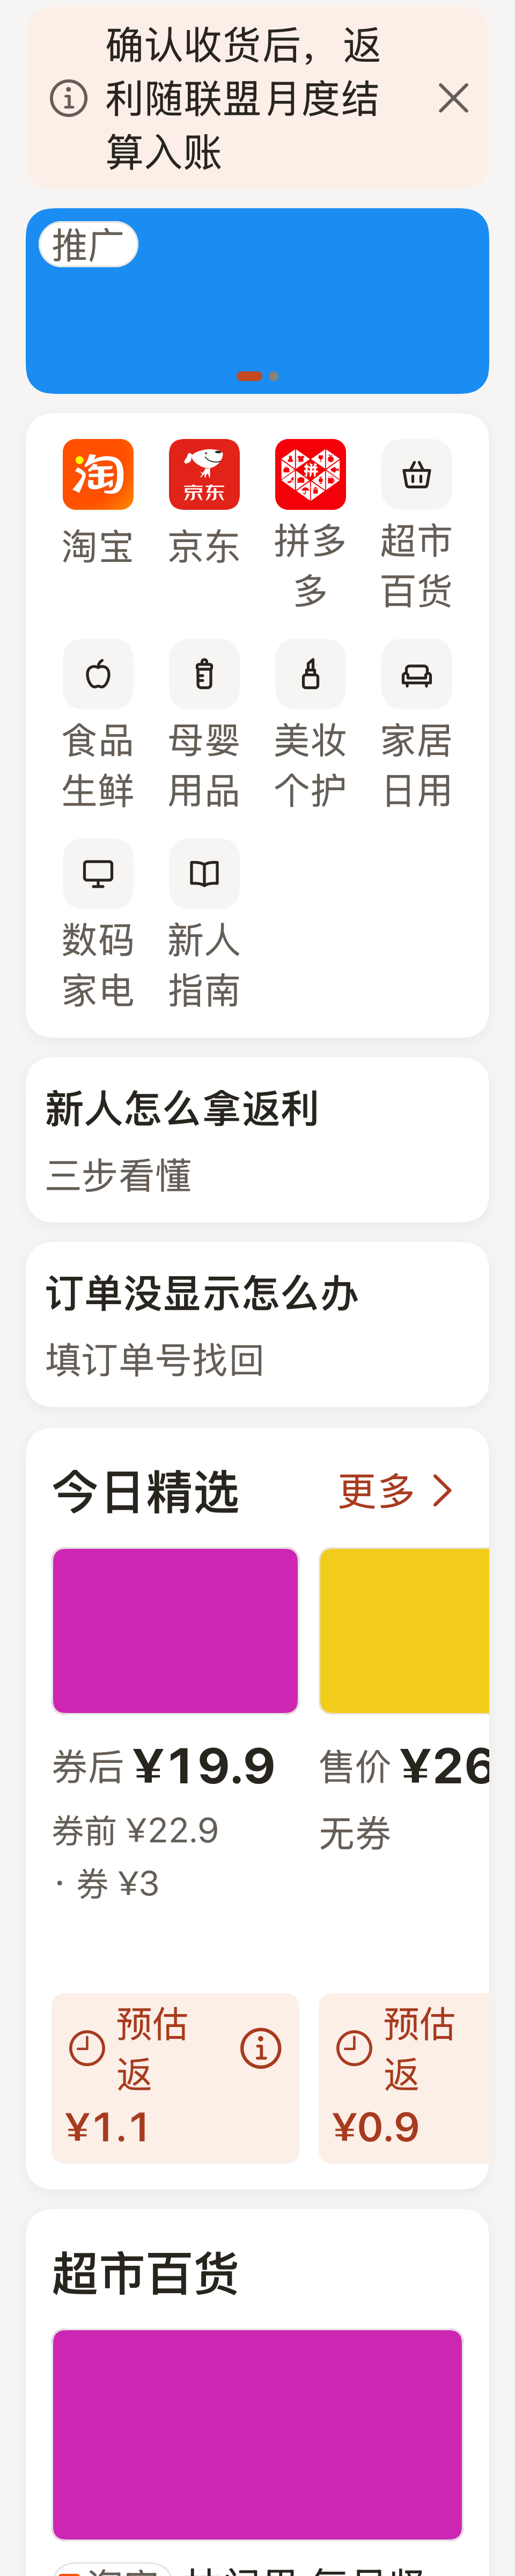 确认收货后，返
利随联盟月度结
算入账
推广
淘
京东
拼
淘宝
京东
拼多
多
超市
百货
食品
生鲜
母婴
用品
美妆
个护
家居
日用
数码
家电
新人
指南
新人怎么拿返利
三步看懂
订单没显示怎么办
填订单号找回
今日精选
更多
券后 ¥19.9
券前 ¥22.9
· 券 ¥3
预估
返
¥1.1
售价 ¥26
无券
预估
返
¥0.9
超市百货